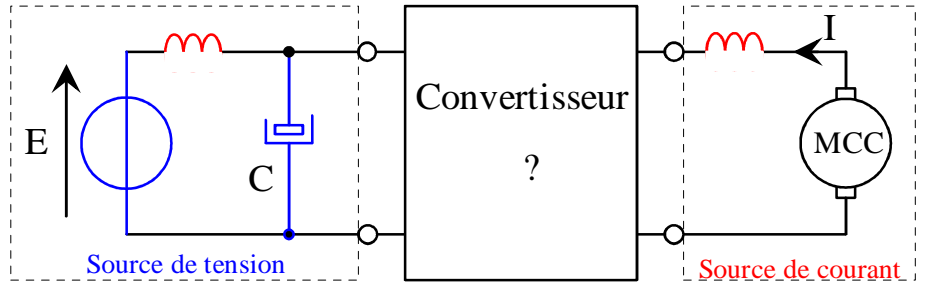 I
E
C
Convertisseur
?
MCC
Source de tension
Source de courant